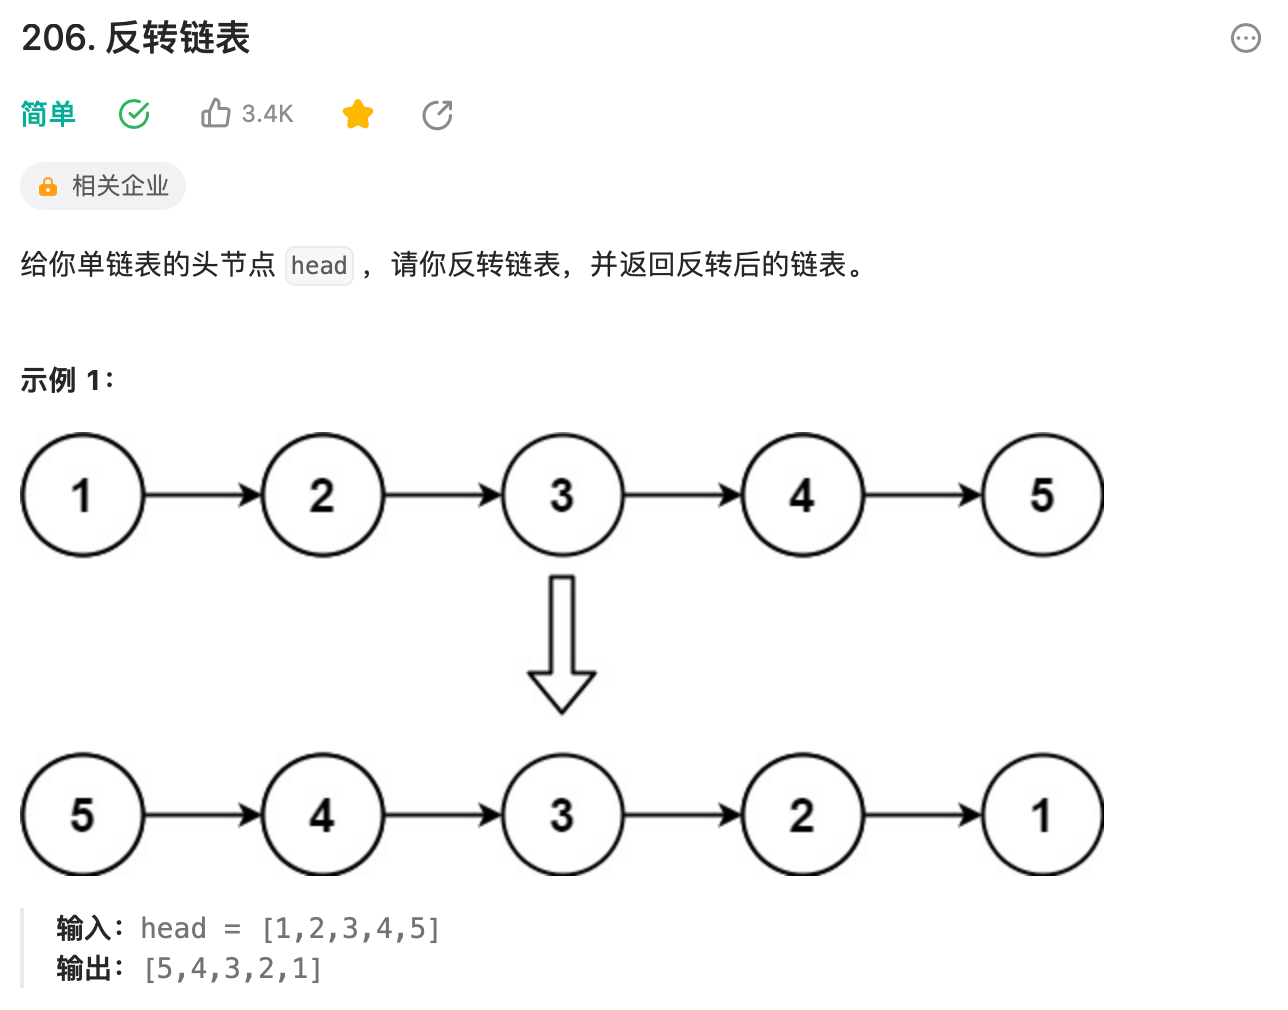 206. 反转链表
简单 3.4K
相关企业
给你单链表的头节点 head ，请你反转链表，并返回反转后的链表。
示例 1：
1 2 3 4 5
5 4 3 2 1
输入：head = [1,2,3,4,5]
输出：[5,4,3,2,1]